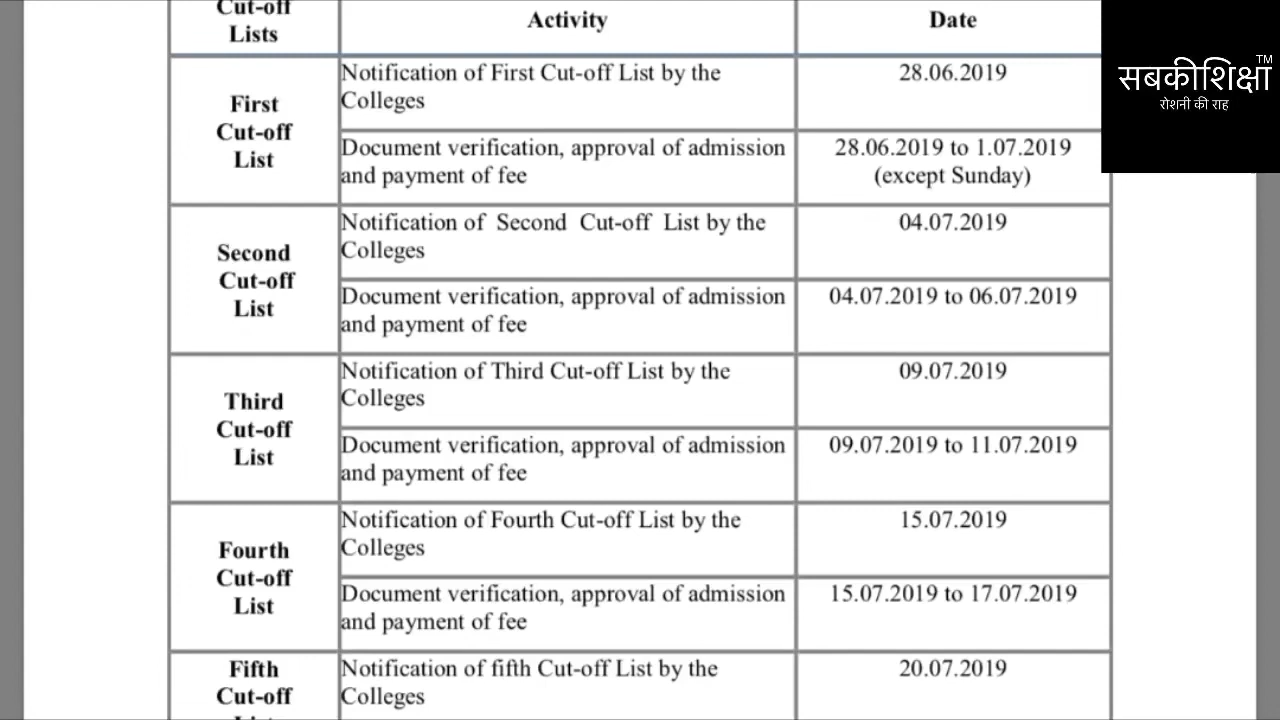 Cut-off
Lists
Activity
Date
TM
सबकीशिक्षा
रोशनी की राह
First
Cut-off
List
Notification of First Cut-off List by the
Colleges
28.06.2019
Document verification, approval of admission
and payment of fee
28.06.2019 to 1.07.2019
(except Sunday)
Second
Cut-off
List
Notification of Second Cut-off List by the
Colleges
04.07.2019
Document verification, approval of admission
and payment of fee
04.07.2019 to 06.07.2019
Third
Cut-off
List
Notification of Third Cut-off List by the
Colleges
09.07.2019
Document verification, approval of admission
and payment of fee
09.07.2019 to 11.07.2019
Fourth
Cut-off
List
Notification of Fourth Cut-off List by the
Colleges
15.07.2019
Document verification, approval of admission
and payment of fee
15.07.2019 to 17.07.2019
Fifth
Cut-off
Notification of fifth Cut-off List by the
Colleges
20.07.2019